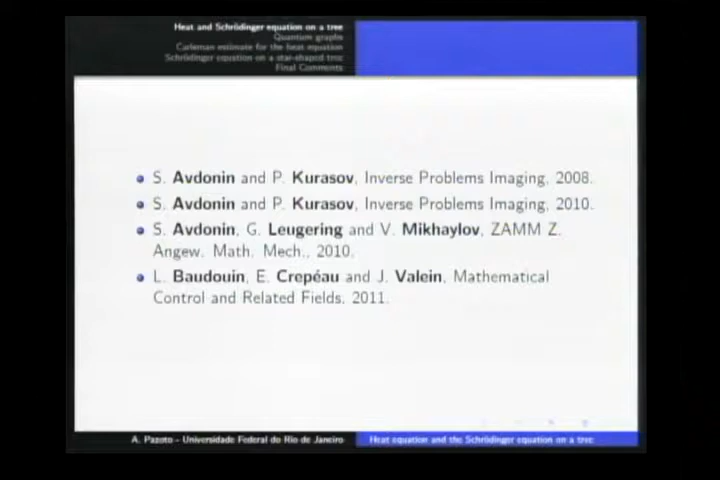 Heat and Schrödinger equation on a tree
Quantum graphs
Carleman estimate for the heat equation
Schrödinger equation on a star-shaped tree
Final Comments
S. Avdonin and P. Kurasov, Inverse Problems Imaging, 2008.
S. Avdonin and P. Kurasov, Inverse Problems Imaging, 2010.
S. Avdonin, G. Leugering and V. Mikhaylov, ZAMM Z.
Angew. Math. Mech., 2010.
L. Baudouin, E. Crepéau and J. Valein, Mathematical
Control and Related Fields, 2011.
A. Pazoto - Universidade Federal do Rio de Janeiro
Heat equation and the Schrödinger equation on a tree